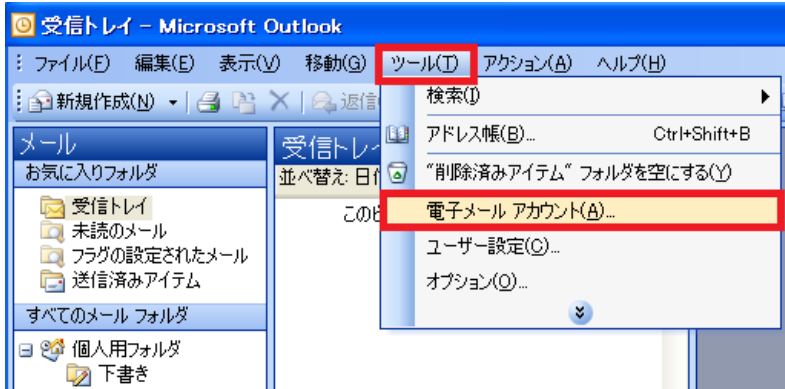 受信トレイ - Microsoft Outlook
ファイル(F) 編集(E) 表示(V) 移動(G) ツール(T) アクション(A) ヘルプ(H)
新規作成(N) 返信
検索(I)
アドレス帳(B)... Ctrl+Shift+B
"削除済みアイテム" フォルダを空にする(Y)
電子メール アカウント(A)...
ユーザー設定(C)...
オプション(O)...
メール
お気に入りフォルダ
受信トレイ
未読のメール
フラグの設定されたメール
送信済みアイテム
すべてのメール フォルダ
個人用フォルダ
下書き
受信トレ
並べ替え: 日
この